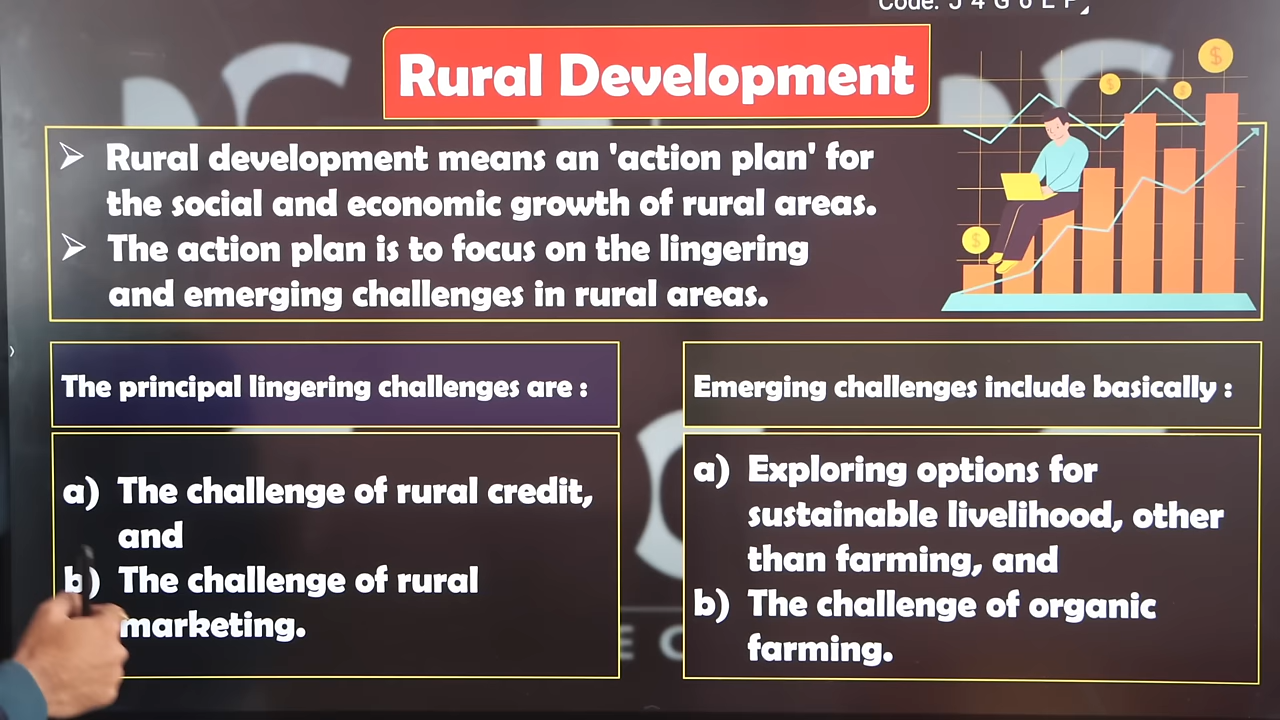 Code: J 4 G 6 E P
Rural Development
➢ Rural development means an 'action plan' for
the social and economic growth of rural areas.
➢ The action plan is to focus on the lingering
and emerging challenges in rural areas.
The principal lingering challenges are :
a) The challenge of rural credit,
and
b) The challenge of rural
marketing.
Emerging challenges include basically :
a) Exploring options for
sustainable livelihood, other
than farming, and
b) The challenge of organic
farming.